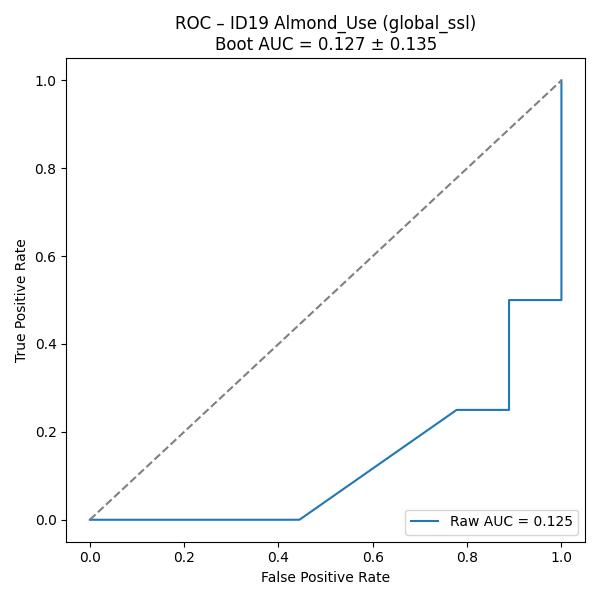 ROC – ID19 Almond_Use (global_ssl)
Boot AUC = 0.127 ± 0.135
True Positive Rate
1.0
0.8
0.6
0.4
0.2
0.0
Raw AUC = 0.125
0.0 0.2 0.4 0.6 0.8 1.0
False Positive Rate